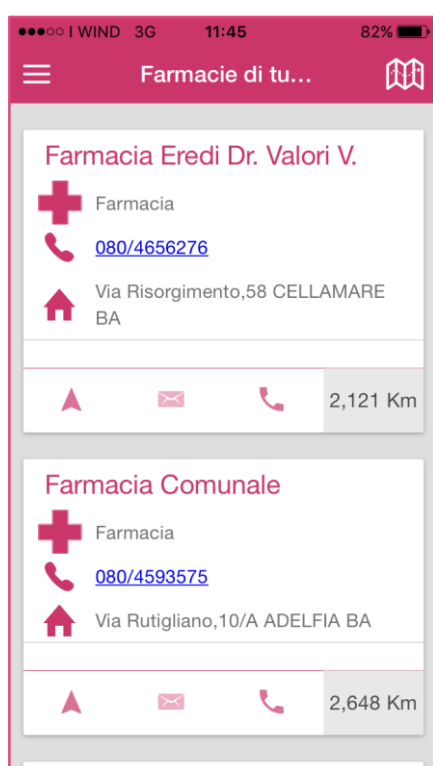 I WIND 3G 11:45 82%
Farmacie di tu...
Farmacia Eredi Dr. Valori V.
Farmacia
080/4656276
Via Risorgimento,58 CELLAMARE
BA
2,121 Km
Farmacia Comunale
Farmacia
080/4593575
Via Rutigliano,10/A ADELFIA BA
2,648 Km